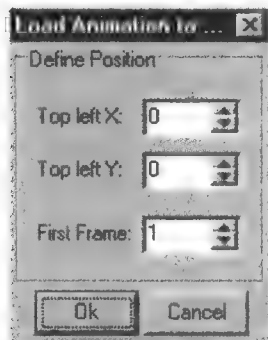 Load Animation to ...
Define Position
Top left X: 0
Top left Y: 0
First Frame: 1
Ok Cancel